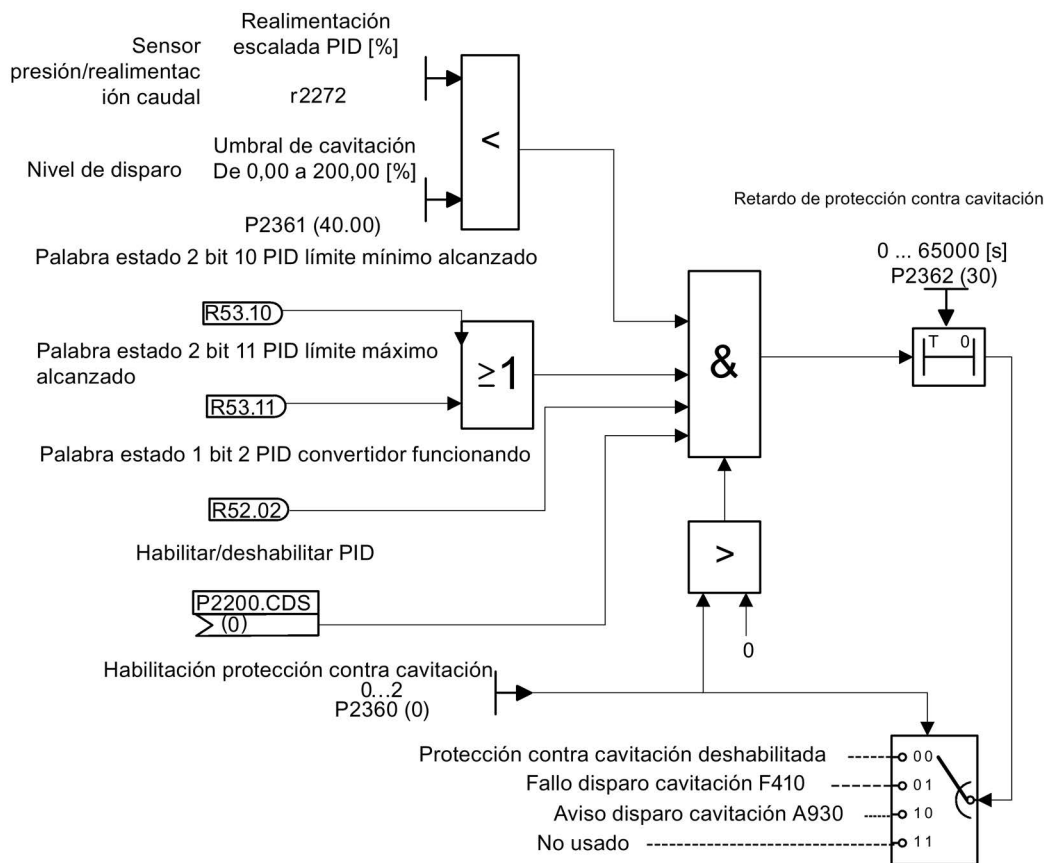 Realimentación
escalada PID [%]
r2272
Sensor
presión/realimentac
ión caudal
<
Umbral de cavitación
De 0,00 a 200,00 [%]
P2361 (40.00)
Nivel de disparo
Retardo de protección contra cavitación
0 ... 65000 [s]
P2362 (30)
T 0
Palabra estado 2 bit 10 PID límite mínimo alcanzado
R53.10
Palabra estado 2 bit 11 PID límite máximo
alcanzado
R53.11
≥1
&
Palabra estado 1 bit 2 PID convertidor funcionando
R52.02
Habilitar/deshabilitar PID
P2200.CDS
(0)
>
0
Habilitación protección contra cavitación
0...2
P2360 (0)
Protección contra cavitación deshabilitada 00
Fallo disparo cavitación F410 01
Aviso disparo cavitación A930 10
No usado 11